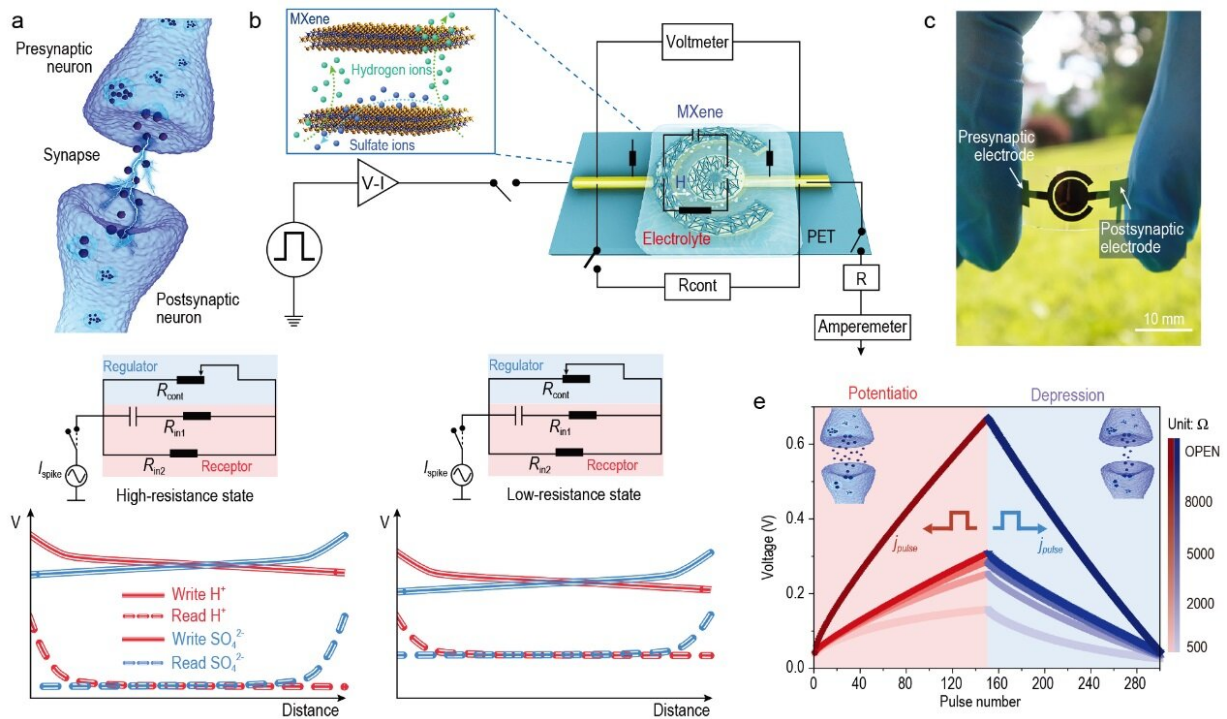 a
Presynaptic
neuron
Synapse
Postsynaptic
neuron
b
MXene
Hydrogen ions
Sulfate ions
V-I
Voltmeter
MXene
H
Electrolyte
PET
Rcont
R
Amperemeter
c
Presynaptic
electrode
Postsynaptic
electrode
10 mm
Regulator
Rcont
Rin1
Rin2
Receptor
Ispike
High-resistance state
Regulator
Rcont
Rin1
Rin2
Receptor
Ispike
Low-resistance state
V
Write H⁺
Read H⁺
Write SO₄²⁻
Read SO₄²⁻
Distance
V
Distance
e
Potentiatio
Depression
Unit: Ω
OPEN
8000
5000
2000
500
jpulse
jpulse
Voltage (V)
0.6
0.4
0.2
0.0
0
40
80
120
160
200
240
280
Pulse number